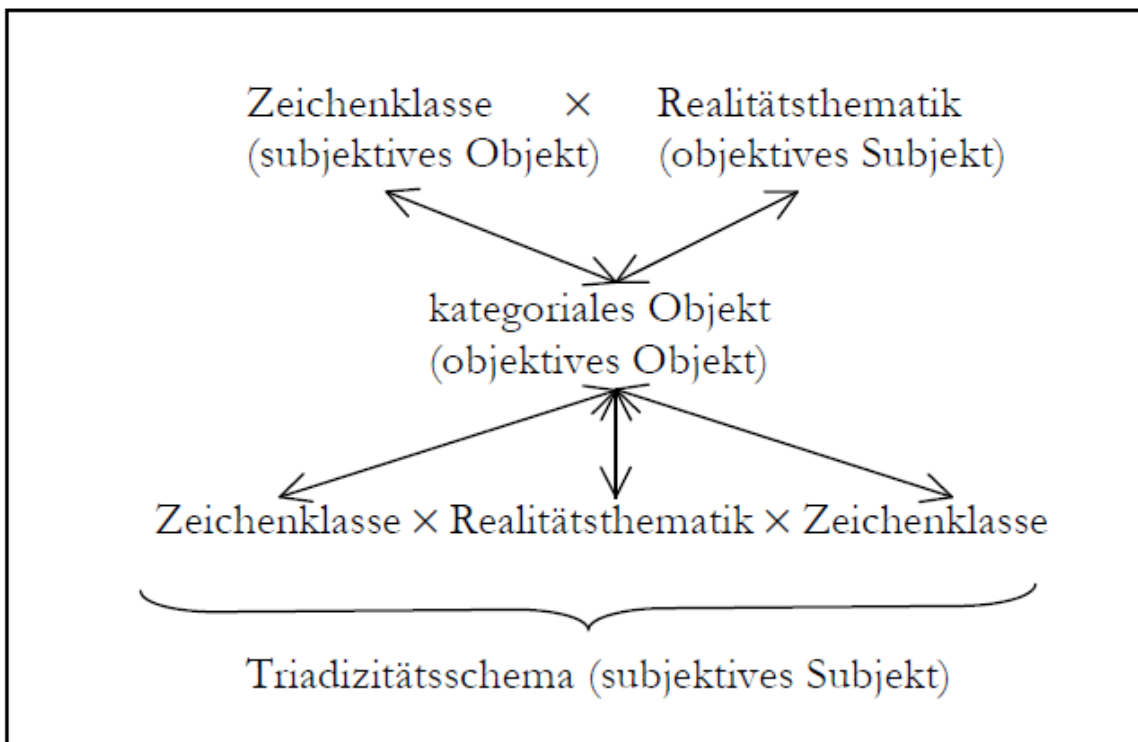 Zeichenklasse × Realitätsthematik
(subjektives Objekt) (objektives Subjekt)
kategoriales Objekt
(objektives Objekt)
Zeichenklasse × Realitätsthematik × Zeichenklasse
Triadizitätsschema (subjektives Subjekt)